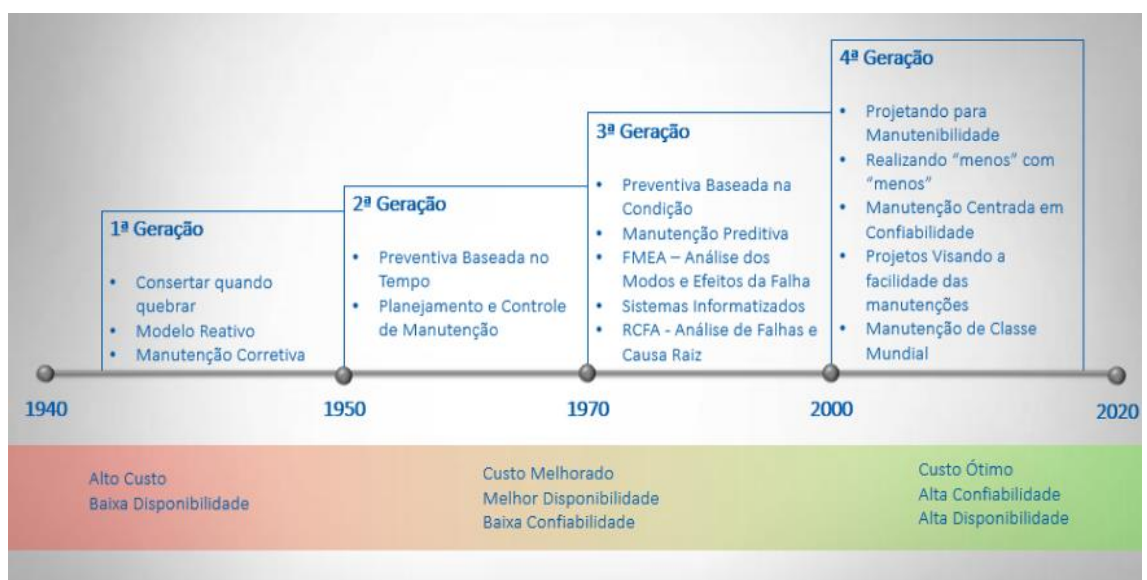 1ª Geração
• Consertar quando
quebrar
• Modelo Reativo
• Manutenção Corretiva
2ª Geração
• Preventiva Baseada no
Tempo
• Planejamento e Controle
de Manutenção
3ª Geração
• Preventiva Baseada na
Condição
• Manutenção Preditiva
• FMEA – Análise dos
Modos e Efeitos da Falha
• Sistemas Informatizados
• RCFA - Análise de Falhas e
Causa Raiz
4ª Geração
• Projetando para
Manutenibilidade
• Realizando “menos” com
“menos”
• Manutenção Centrada em
Confiabilidade
• Projetos Visando a
facilidade das
manutenções
• Manutenção de Classe
Mundial
1940
1950
1970
2000
2020
Alto Custo
Baixa Disponibilidade
Custo Melhorado
Melhor Disponibilidade
Baixa Confiabilidade
Custo Ótimo
Alta Confiabilidade
Alta Disponibilidade